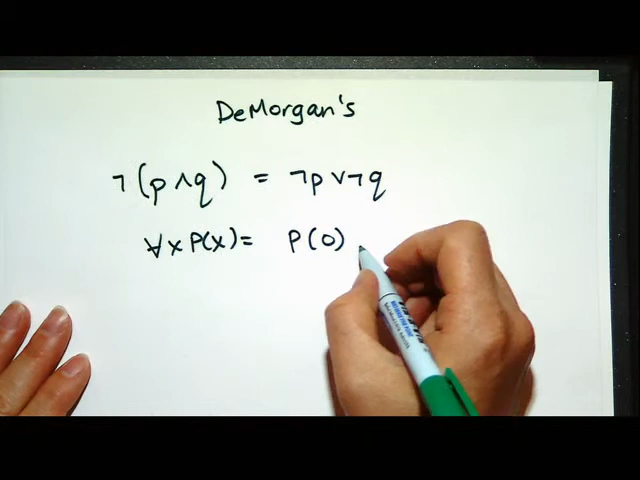 DeMorgan's
¬(p ∧ q) = ¬p ∨ ¬q
∀x P(x) = P(0)